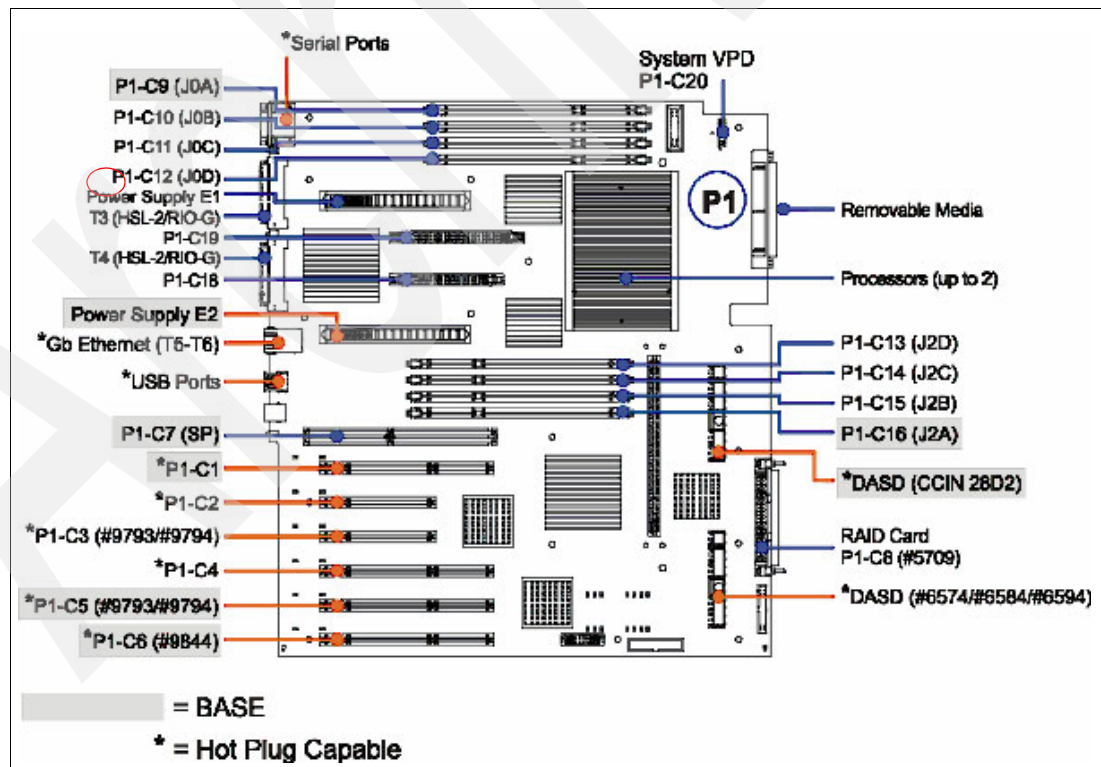 *Serial Ports
P1-C9 (J0A)
P1-C10 (J0B)
P1-C11 (J0C)
P1-C12 (J0D)
Power Supply E1
T3 (HSL-2/RIO-G)
P1-C19
T4 (HSL-2/RIO-G)
P1-C18
Power Supply E2
*Gb Ethernet (T5-T6)
*USB Ports
P1-C7 (SP)
*P1-C1
*P1-C2
*P1-C3 (#9793/#9794)
*P1-C4
*P1-C5 (#9793/#9794)
*P1-C6 (#9844)
System VPD
P1-C20
P1
Removable Media
Processors (up to 2)
P1-C13 (J2D)
P1-C14 (J2C)
P1-C15 (J2B)
P1-C16 (J2A)
*DASD (CCIN 28D2)
RAID Card
P1-C8 (#5709)
*DASD (#6574/#6584/#6594)
= BASE
* = Hot Plug Capable